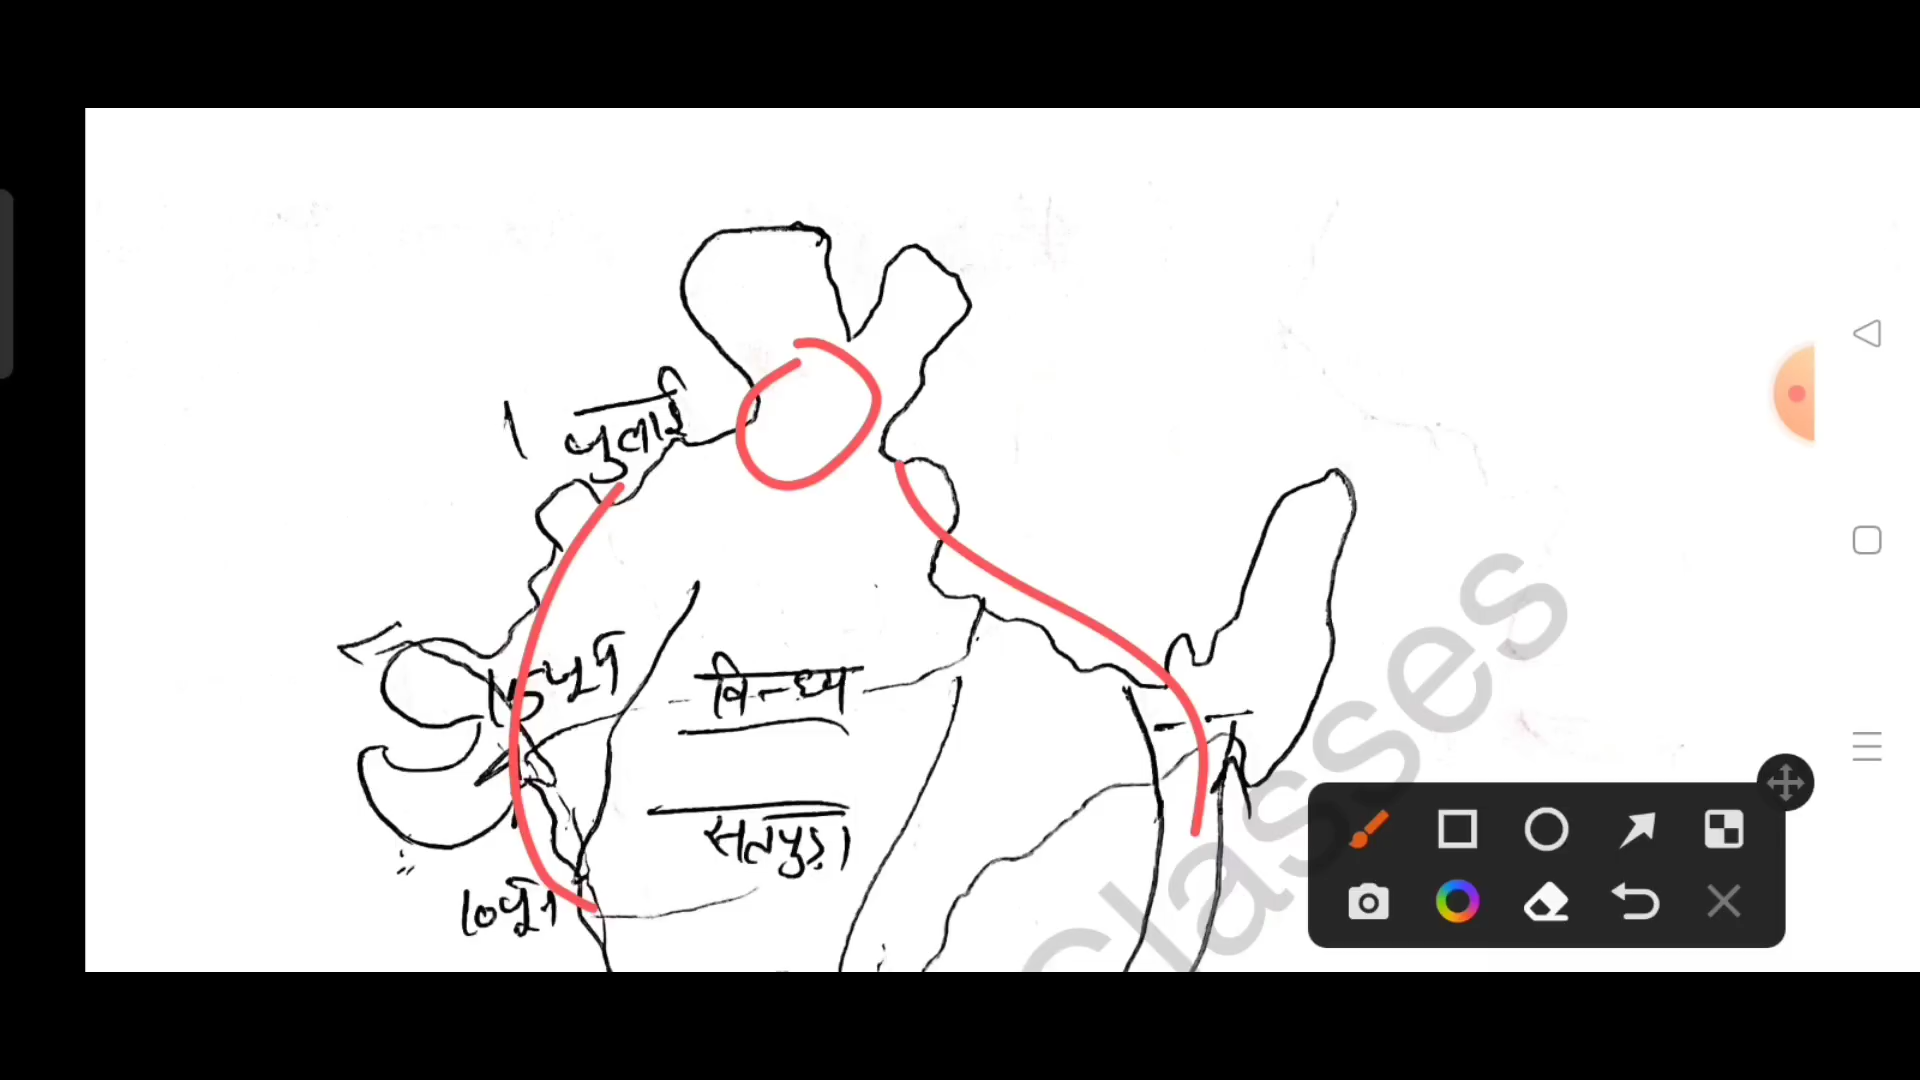 1 जुलाई
15 जून
विन्ध्य
सतपुड़ा
10 जून
Classes